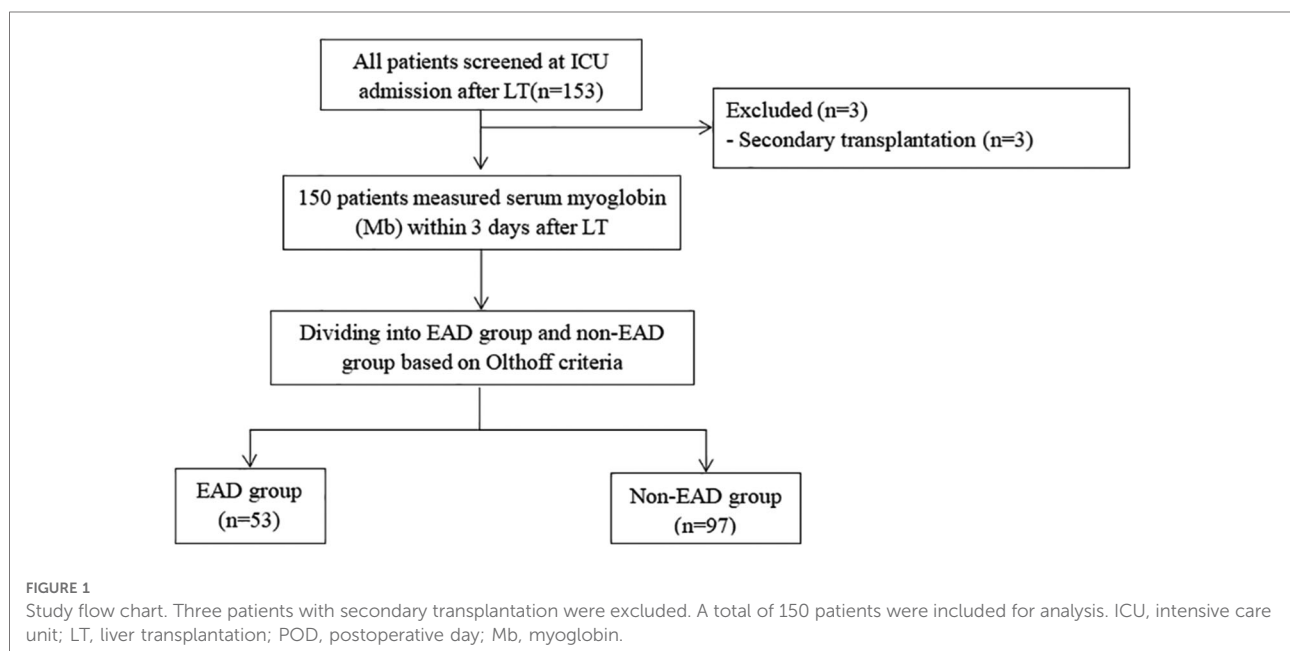 All patients screened at ICU
admission after LT(n=153)
Excluded (n=3)
- Secondary transplantation (n=3)
150 patients measured serum myoglobin
(Mb) within 3 days after LT
Dividing into EAD group and non-EAD
group based on Olthoff criteria
EAD group
(n=53)
Non-EAD group
(n=97)
FIGURE 1
Study flow chart. Three patients with secondary transplantation were excluded. A total of 150 patients were included for analysis. ICU, intensive care
unit; LT, liver transplantation; POD, postoperative day; Mb, myoglobin.